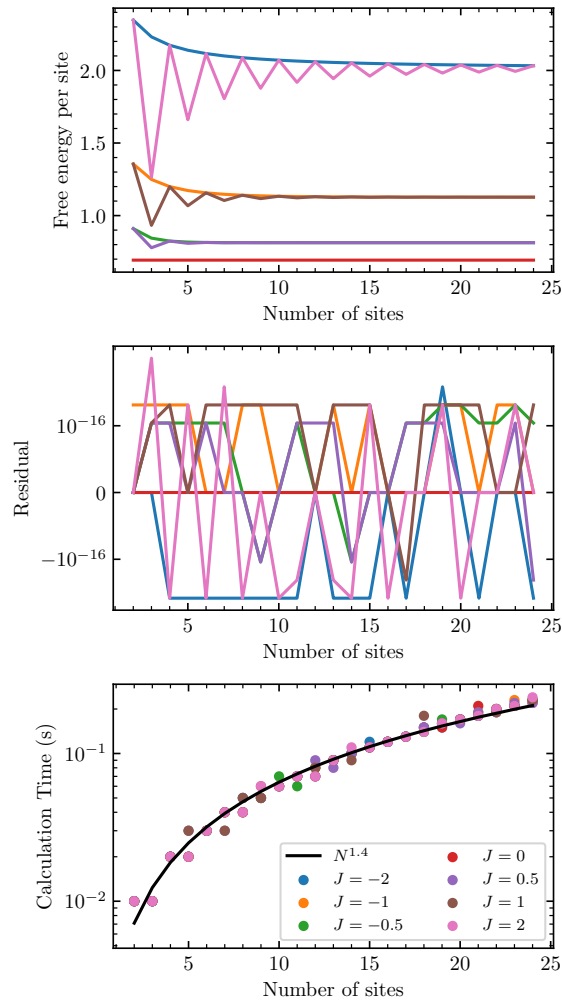 2.0
1.5
1.0
Free energy per site
5 10 15 20 25
Number of sites
10^{-16}
0
−10^{-16}
Residual
5 10 15 20 25
Number of sites
10^{-1}
10^{-2}
Calculation Time (s)
N^{1.4}
J = −2
J = −1
J = −0.5
J = 0
J = 0.5
J = 1
J = 2
5 10 15 20 25
Number of sites